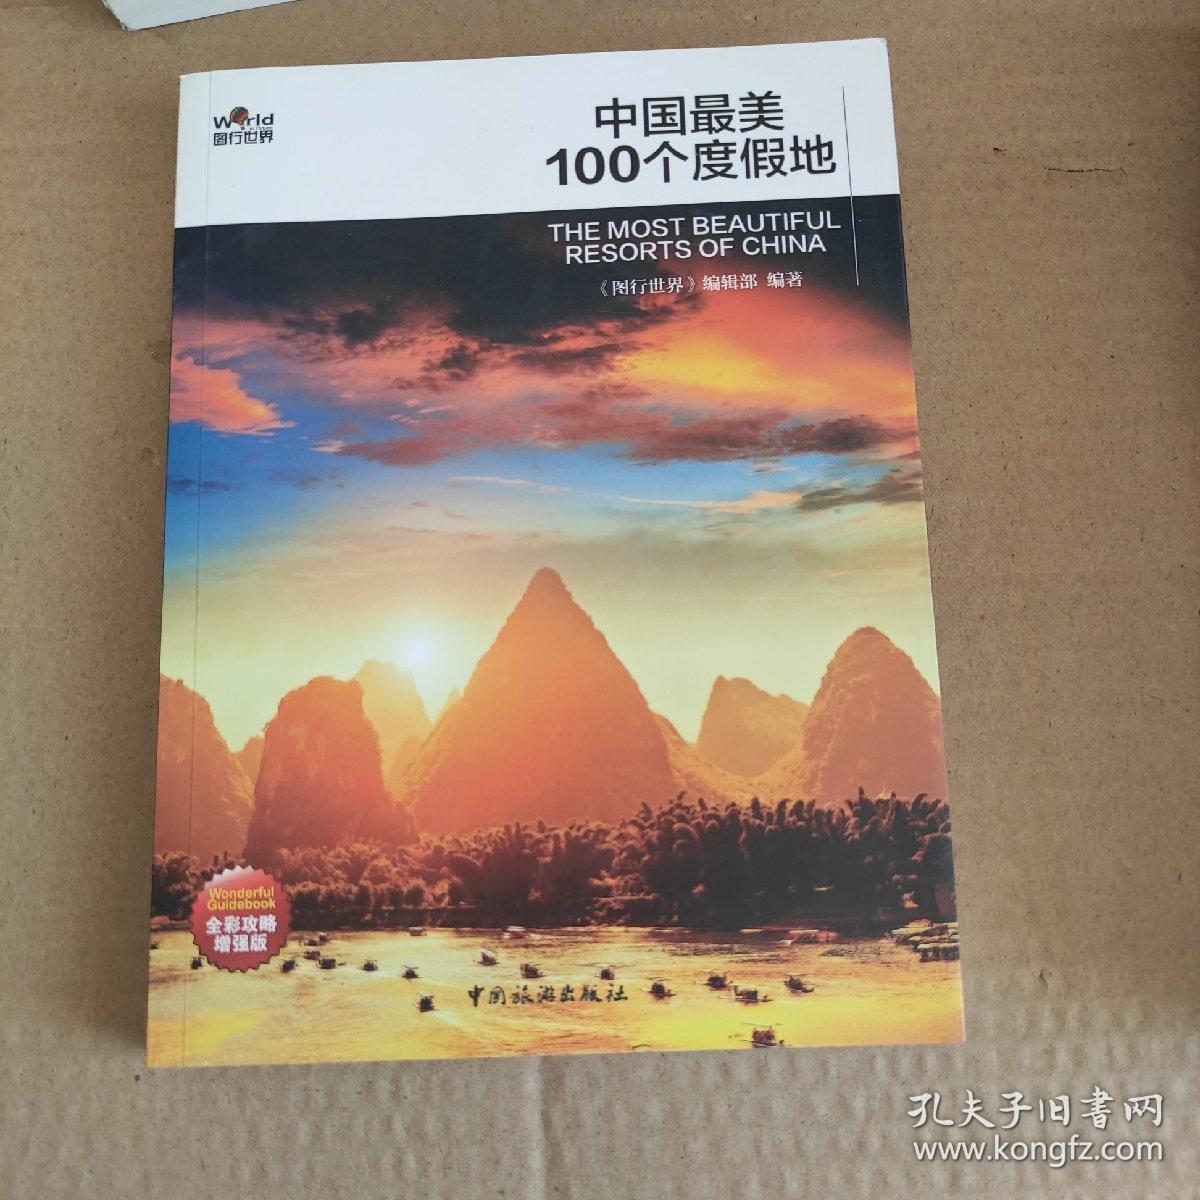 World
图行世界
中国最美
100个度假地
THE MOST BEAUTIFUL
RESORTS OF CHINA
《图行世界》编辑部 编著
Wonderful
Guidebook
全彩攻略
增强版
中国旅游出版社
孔夫子旧書网
www.kongfz.com